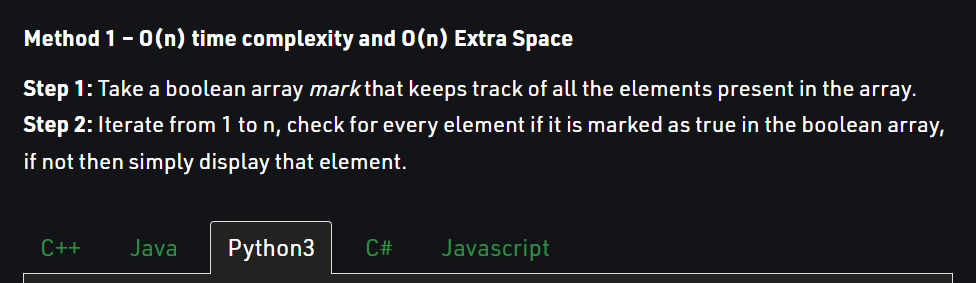 Method 1 – O(n) time complexity and O(n) Extra Space
Step 1: Take a boolean array mark that keeps track of all the elements present in the array.
Step 2: Iterate from 1 to n, check for every element if it is marked as true in the boolean array,
if not then simply display that element.
C++ Java Python3 C# Javascript